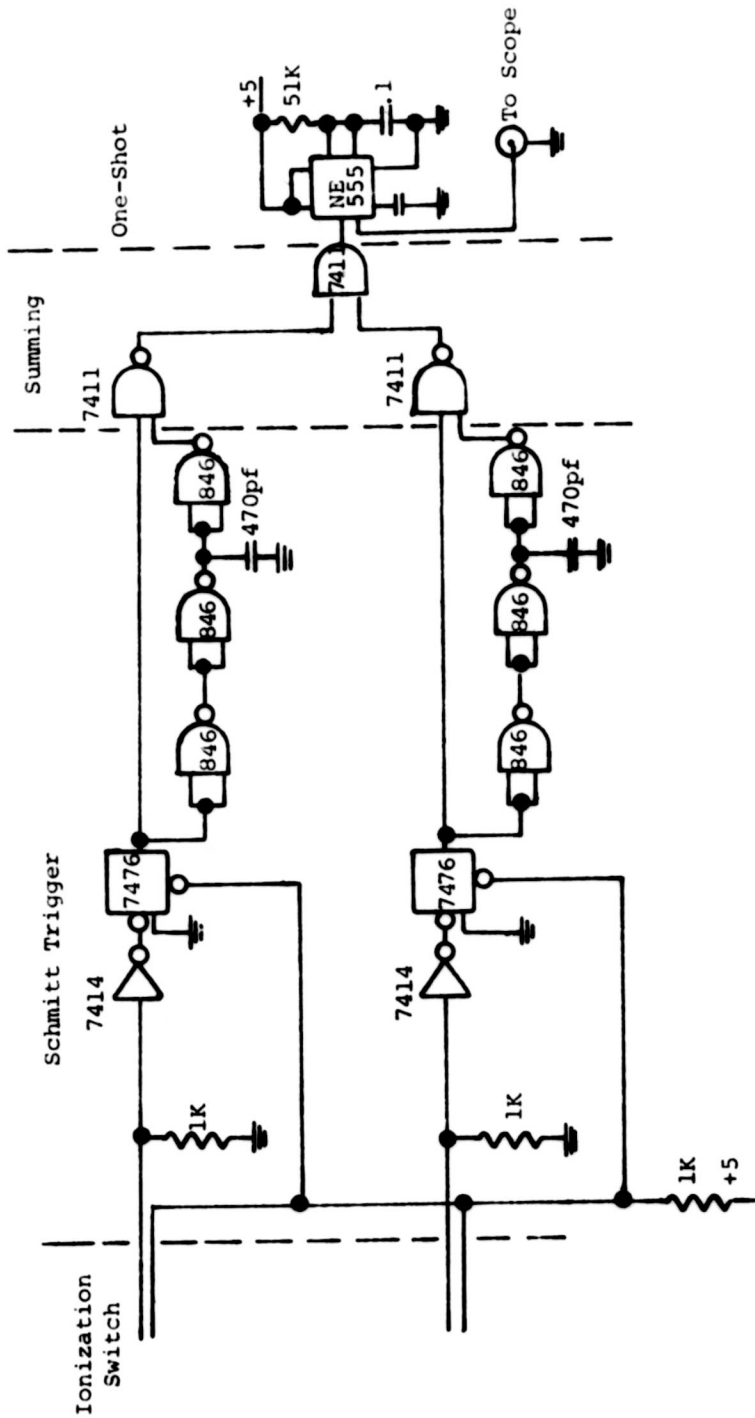 Ionization
Switch
Schmitt Trigger
Summing
One-Shot
1K
7414
7476
846
846
846
470pf
7411
7411
NE
555
+5
51K
.1
To Scope
1K
7414
7476
846
846
846
470pf
7411
1K
+5